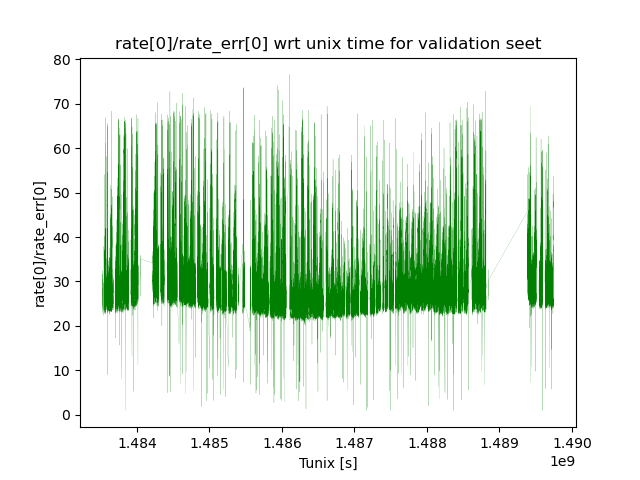 rate[0]/rate_err[0] wrt unix time for validation seet
80
70
60
50
40
30
20
10
0
rate[0]/rate_err[0]
1.484 1.485 1.486 1.487 1.488 1.489 1.490
1e9
Tunix [s]